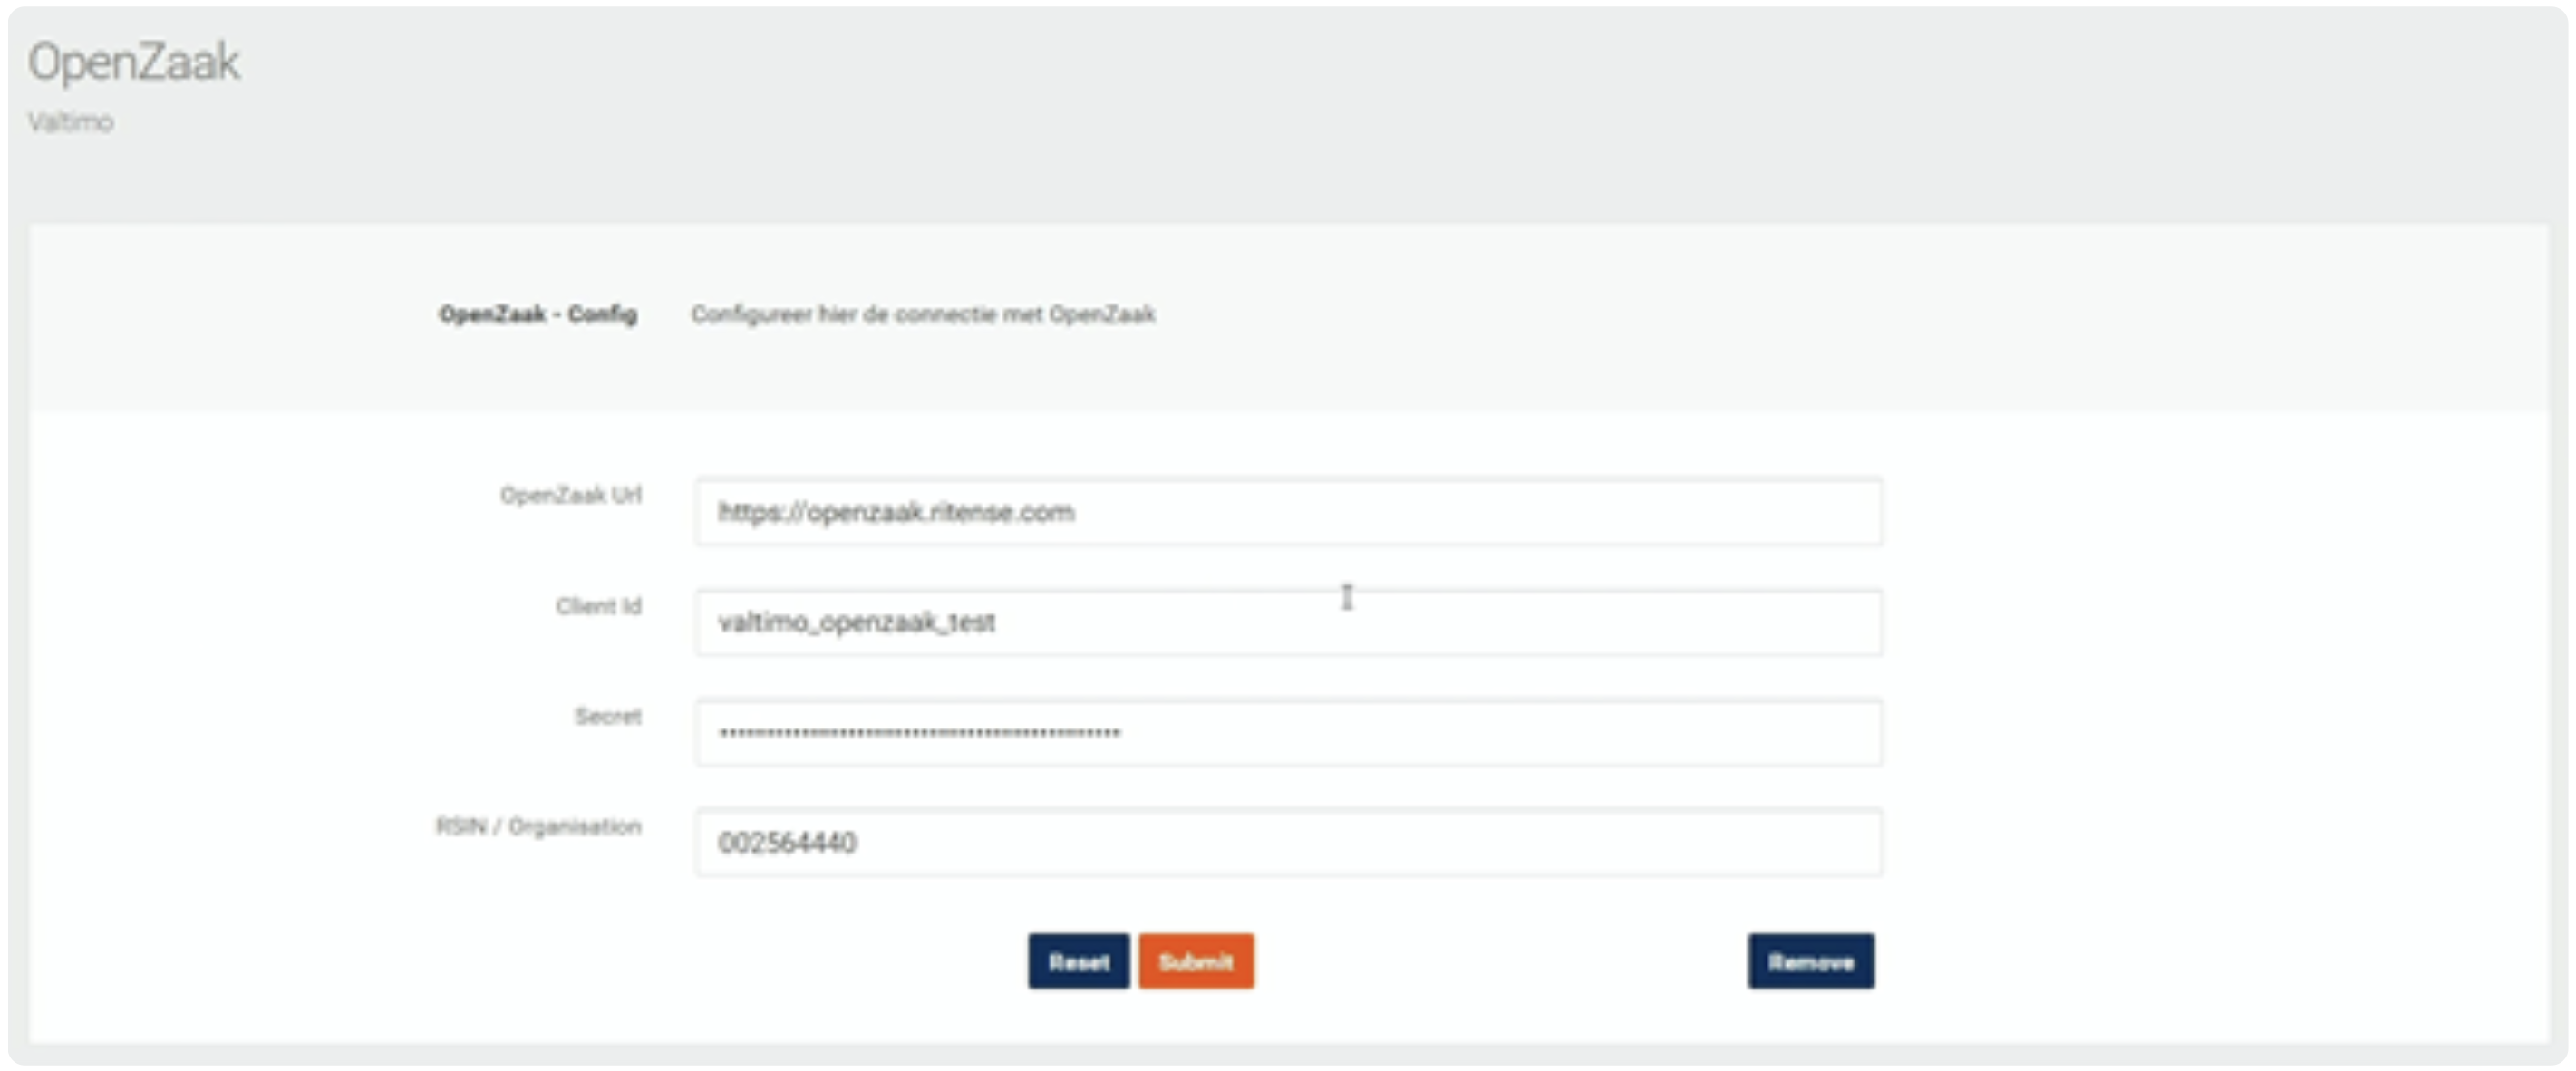 OpenZaak
Valtimo
OpenZaak - Config Configureer hier de connectie met OpenZaak
OpenZaak Url https://openzaak.ritense.com
Client Id valtimo_openzaak_test
Secret
RSIN / Organisation 002564440
Reset Submit Remove